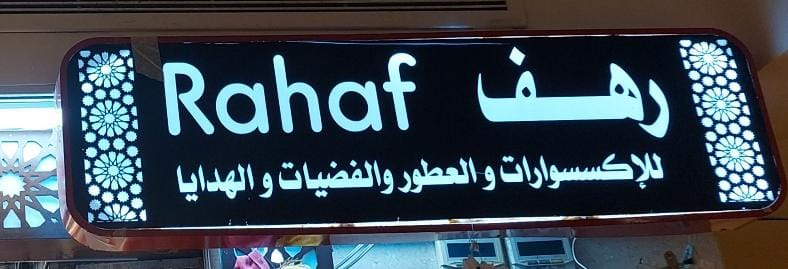 Rahaf رهف
للإكسسوارات و العطور والفضيات و الهدايا